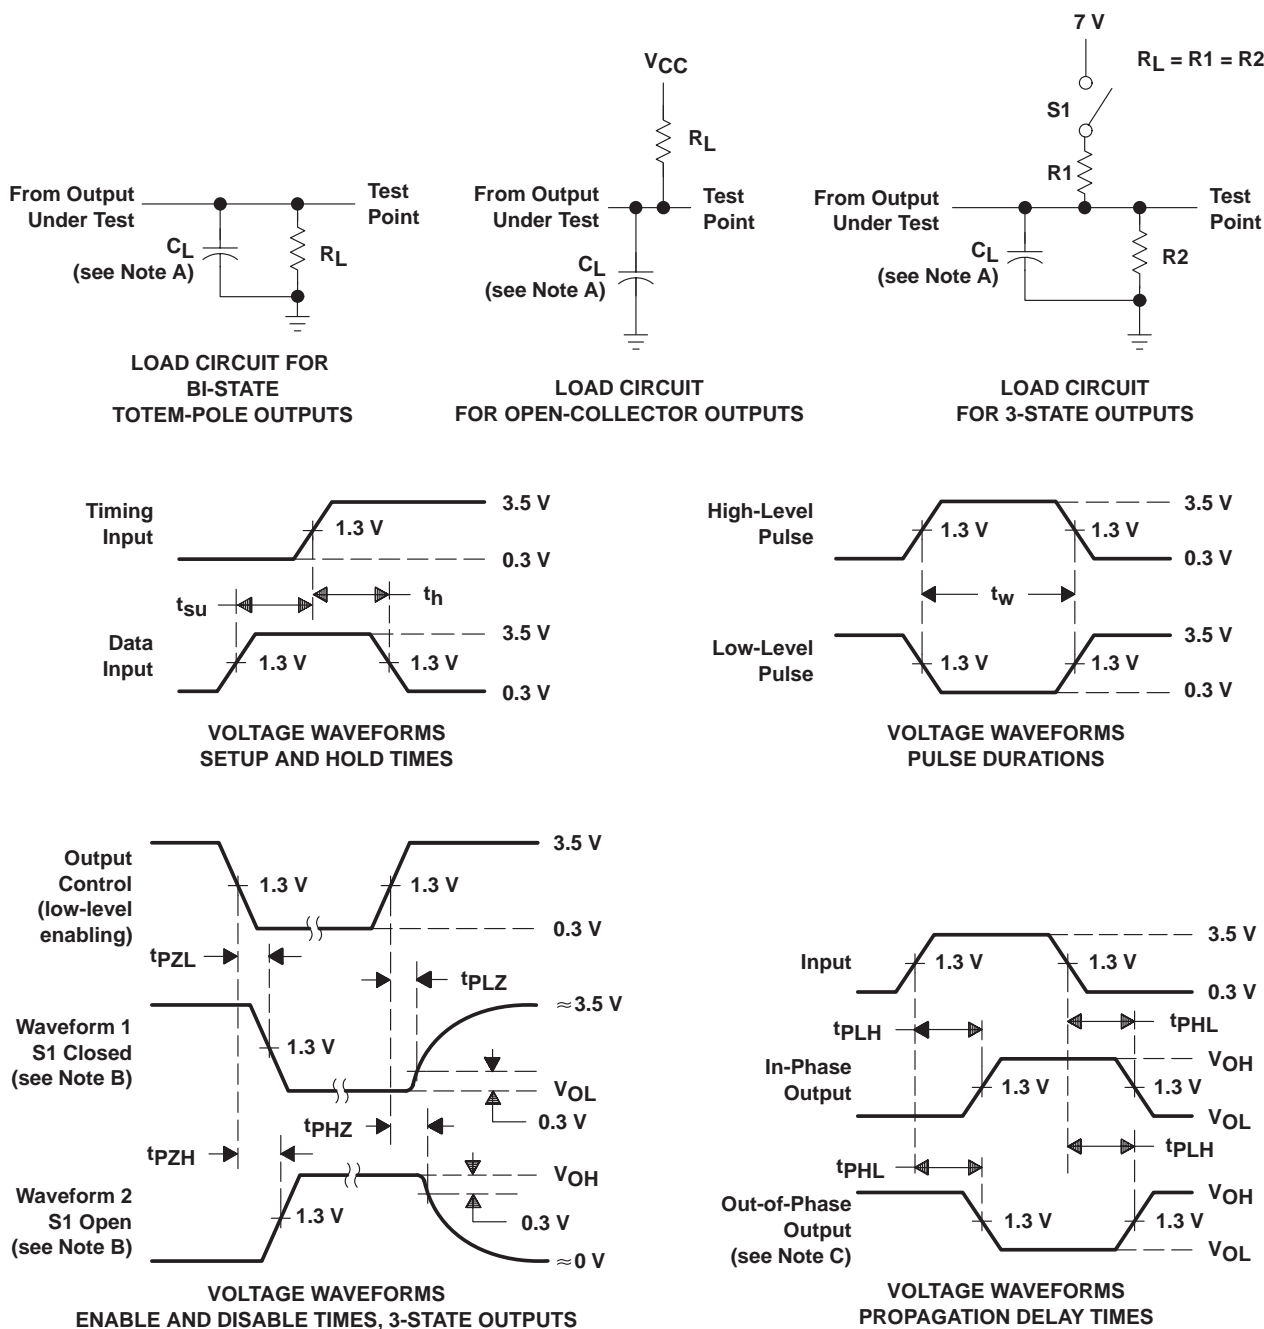 From Output
Under Test
Test
Point
CL
(see Note A)
RL
LOAD CIRCUIT FOR
BI-STATE
TOTEM-POLE OUTPUTS
VCC
RL
From Output
Under Test
Test
Point
CL
(see Note A)
LOAD CIRCUIT
FOR OPEN-COLLECTOR OUTPUTS
7 V
RL = R1 = R2
S1
R1
From Output
Under Test
Test
Point
CL
(see Note A)
R2
LOAD CIRCUIT
FOR 3-STATE OUTPUTS
Timing
Input
1.3 V
3.5 V
0.3 V
tsu
th
Data
Input
1.3 V
1.3 V
3.5 V
0.3 V
VOLTAGE WAVEFORMS
SETUP AND HOLD TIMES
High-Level
Pulse
1.3 V
1.3 V
3.5 V
0.3 V
tw
Low-Level
Pulse
1.3 V
1.3 V
3.5 V
0.3 V
VOLTAGE WAVEFORMS
PULSE DURATIONS
Output
Control
(low-level
enabling)
1.3 V
1.3 V
3.5 V
0.3 V
tPZL
tPLZ
Waveform 1
S1 Closed
(see Note B)
1.3 V
≈3.5 V
VOL
0.3 V
tPHZ
tPZH
Waveform 2
S1 Open
(see Note B)
1.3 V
VOH
0.3 V
≈0 V
VOLTAGE WAVEFORMS
ENABLE AND DISABLE TIMES, 3-STATE OUTPUTS
Input
1.3 V
1.3 V
3.5 V
0.3 V
tPLH
tPHL
In-Phase
Output
1.3 V
1.3 V
VOH
VOL
tPHL
tPLH
Out-of-Phase
Output
(see Note C)
1.3 V
1.3 V
VOH
VOL
VOLTAGE WAVEFORMS
PROPAGATION DELAY TIMES